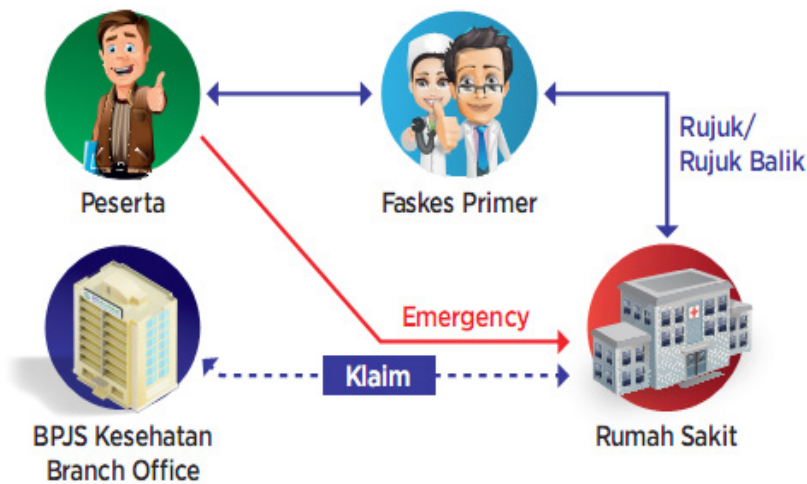 Peserta
Faskes Primer
Rujuk/
Rujuk Balik
Emergency
Klaim
BPJS Kesehatan
Branch Office
Rumah Sakit